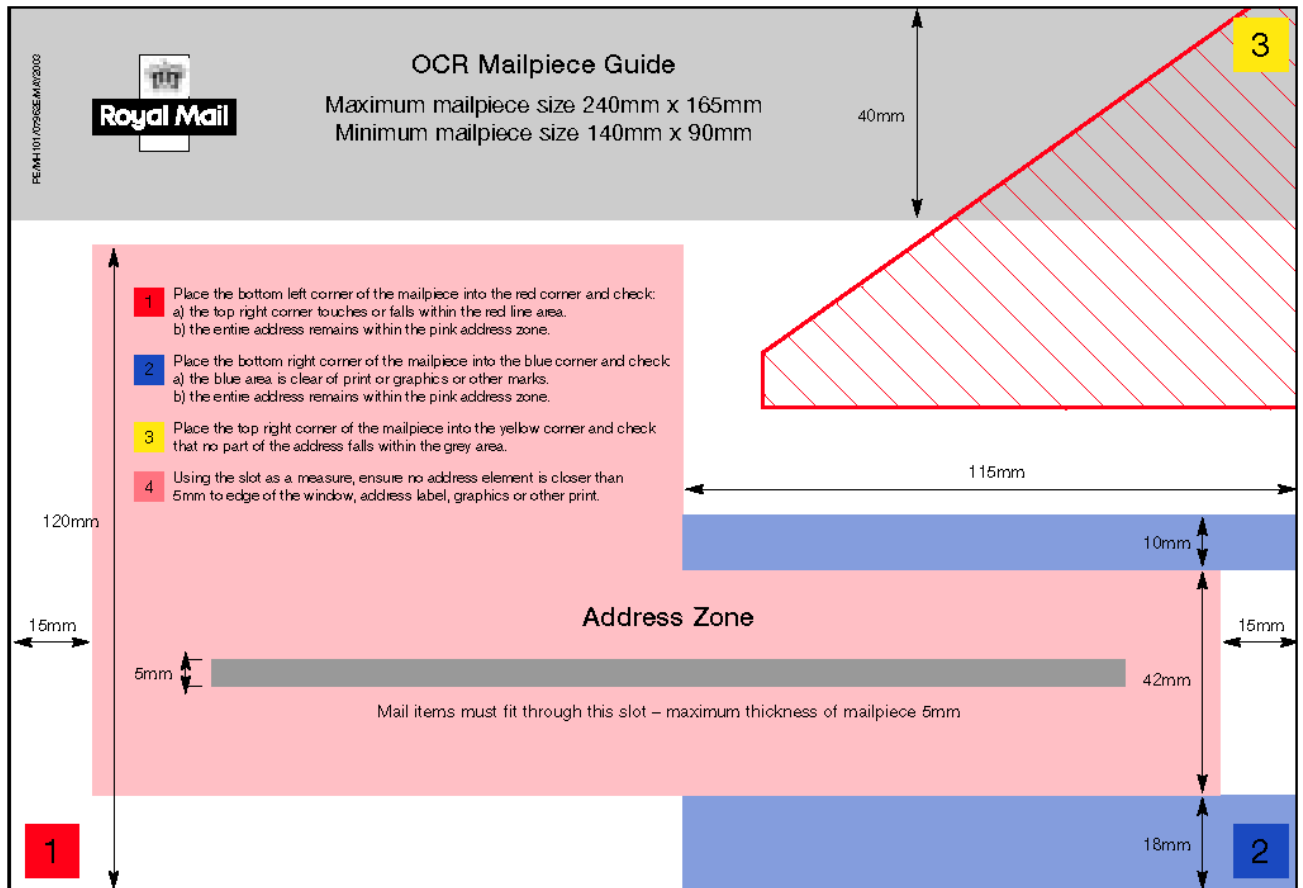 PE/MH101/07962E/MAY2003
Royal Mail
OCR Mailpiece Guide
Maximum mailpiece size 240mm x 165mm
Minimum mailpiece size 140mm x 90mm
40mm
3
1 Place the bottom left corner of the mailpiece into the red corner and check:
a) the top right corner touches or falls within the red line area.
b) the entire address remains within the pink address zone.
2 Place the bottom right corner of the mailpiece into the blue corner and check
a) the blue area is clear of print or graphics or other marks.
b) the entire address remains within the pink address zone.
3 Place the top right corner of the mailpiece into the yellow corner and check
that no part of the address falls within the grey area.
4 Using the slot as a measure, ensure no address element is closer than
5mm to edge of the window, address label, graphics or other print.
115mm
120mm
10mm
Address Zone
15mm
15mm
5mm
42mm
Mail items must fit through this slot – maximum thickness of mailpiece 5mm
1
18mm
2